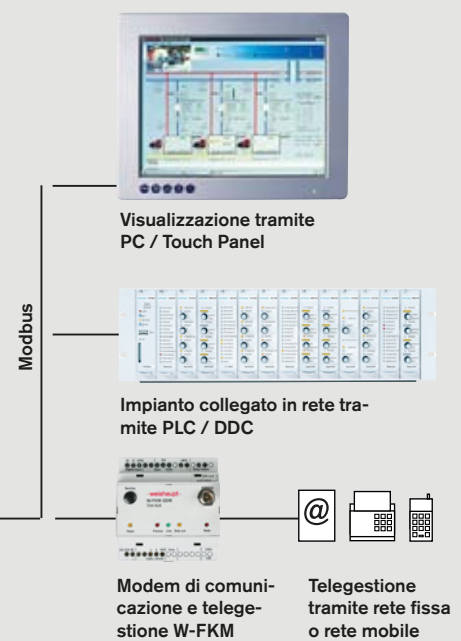 Visualizzazione tramite
PC / Touch Panel
Modbus
Impianto collegato in rete tra-
mite PLC / DDC
-weishaupt-
@
Modem di comuni-
cazione e telege-
stione W-FKM
Telegestione
tramite rete fissa
o rete mobile